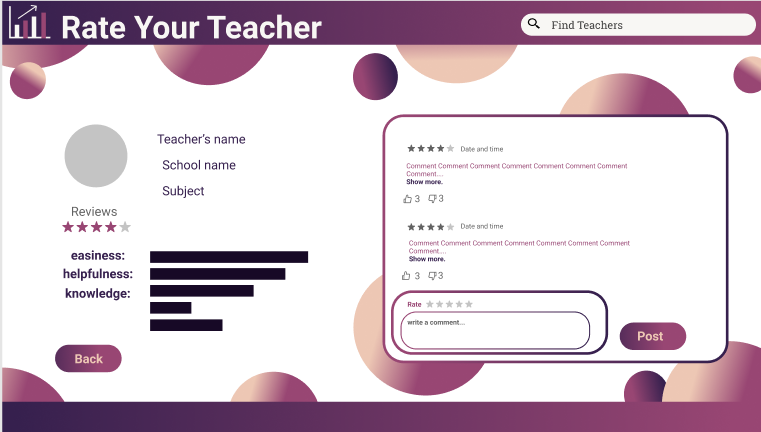 Rate Your Teacher
Find Teachers
Teacher's name
School name
Subject
Reviews
easiness:
helpfulness:
knowledge:
Back
Date and time
Comment Comment Comment Comment Comment Comment Comment
Comment....
Show more.
3 3
Date and time
Comment Comment Comment Comment Comment Comment Comment
Comment....
Show more.
3 3
Rate
write a comment...
Post